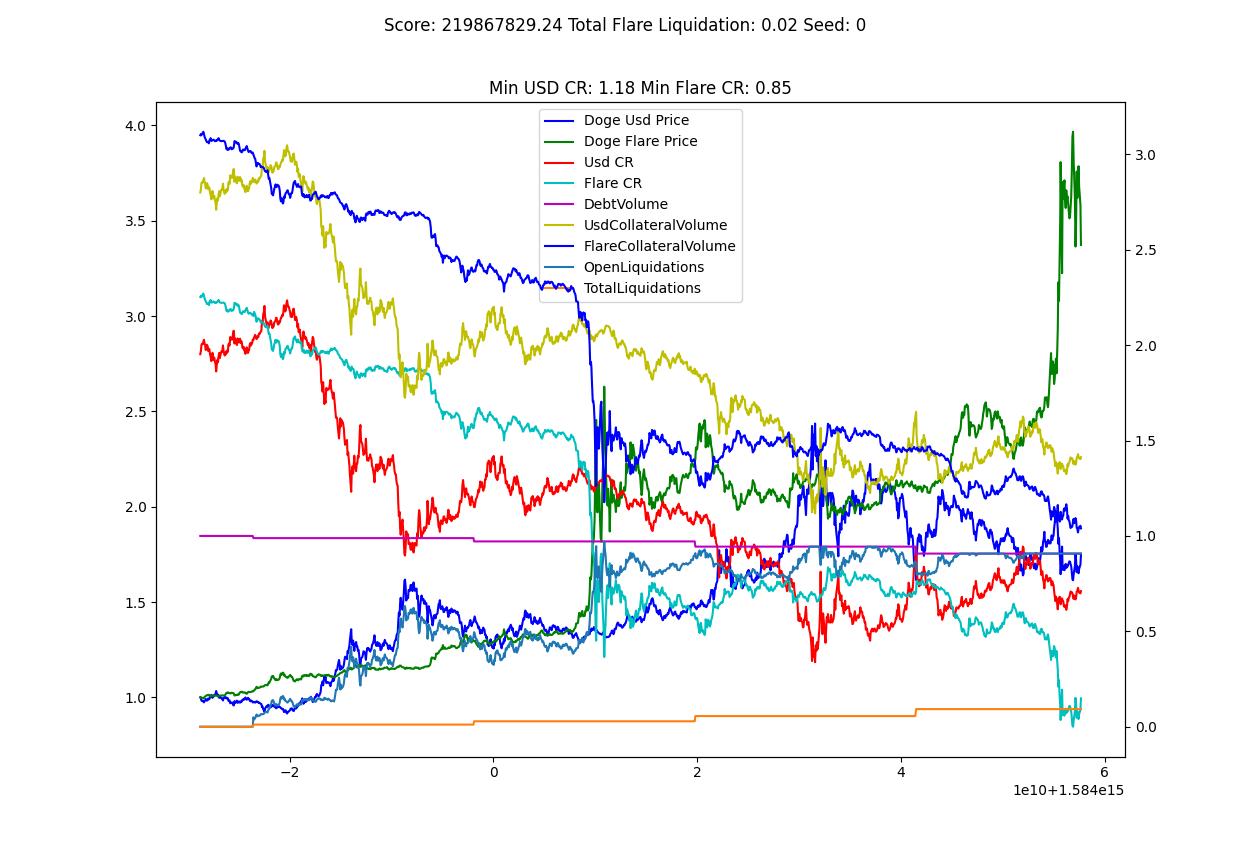 Score: 219867829.24 Total Flare Liquidation: 0.02 Seed: 0
Min USD CR: 1.18 Min Flare CR: 0.85
Doge Usd Price
Doge Flare Price
Usd CR
Flare CR
DebtVolume
UsdCollateralVolume
FlareCollateralVolume
OpenLiquidations
TotalLiquidations
4.0
3.5
3.0
2.5
2.0
1.5
1.0
3.0
2.5
2.0
1.5
1.0
0.5
0.0
−2
0
2
4
6
1e10+1.584e15